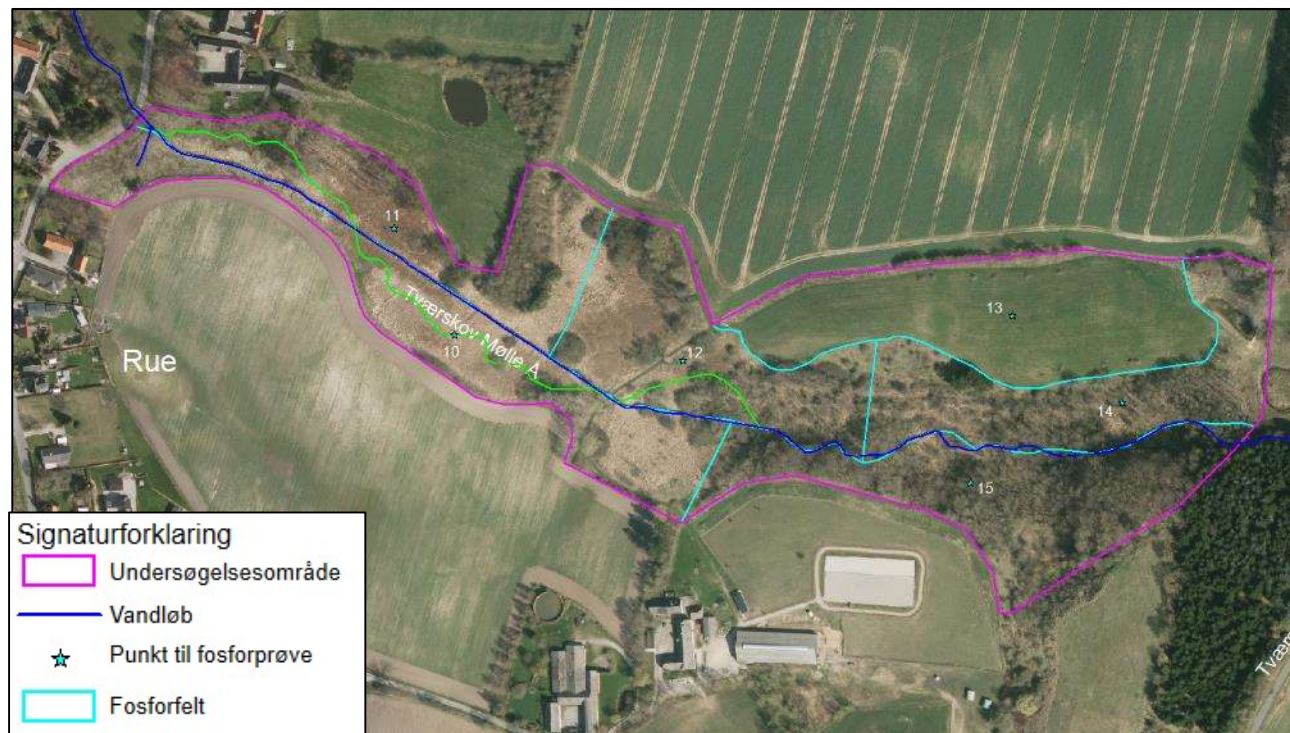 11
13
Tværskov Mølle Å
10
12
Rue
14
15
Signaturforklaring
Undersøgelsesområde
Vandløb
Punkt til fosforprøve
Fosforfelt